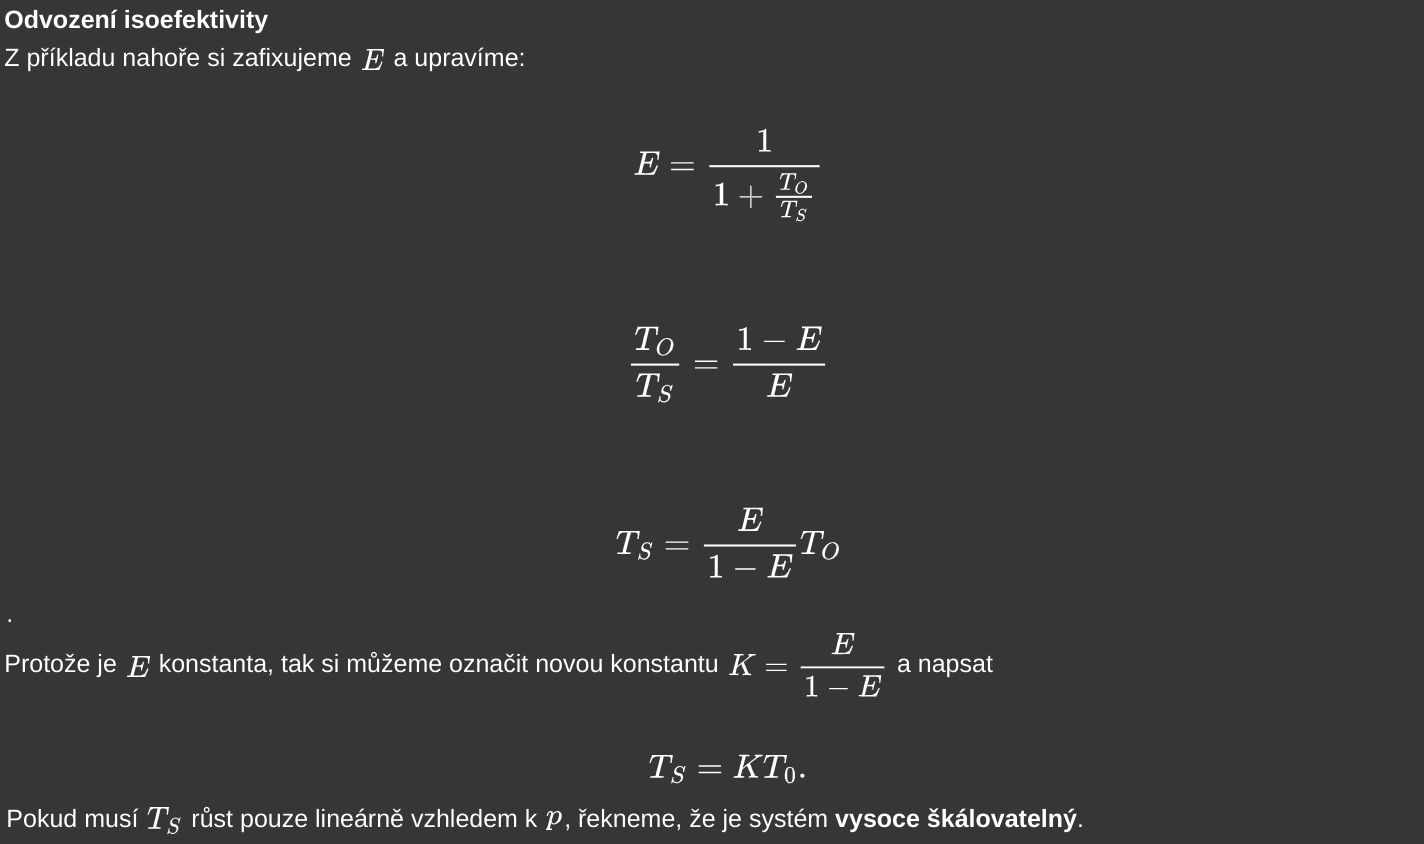 Odvození isoefektivity
Z příkladu nahoře si zafixujeme E a upravíme:
E = \frac{1}{1 + \frac{T_O}{T_S}}
\frac{T_O}{T_S} = \frac{1 - E}{E}
T_S = \frac{E}{1 - E} T_O
.
Protože je E konstanta, tak si můžeme označit novou konstantu K = \frac{E}{1 - E} a napsat
T_S = KT_0.
Pokud musí T_S růst pouze lineárně vzhledem k p, řekneme, že je systém vysoce škálovatelný.